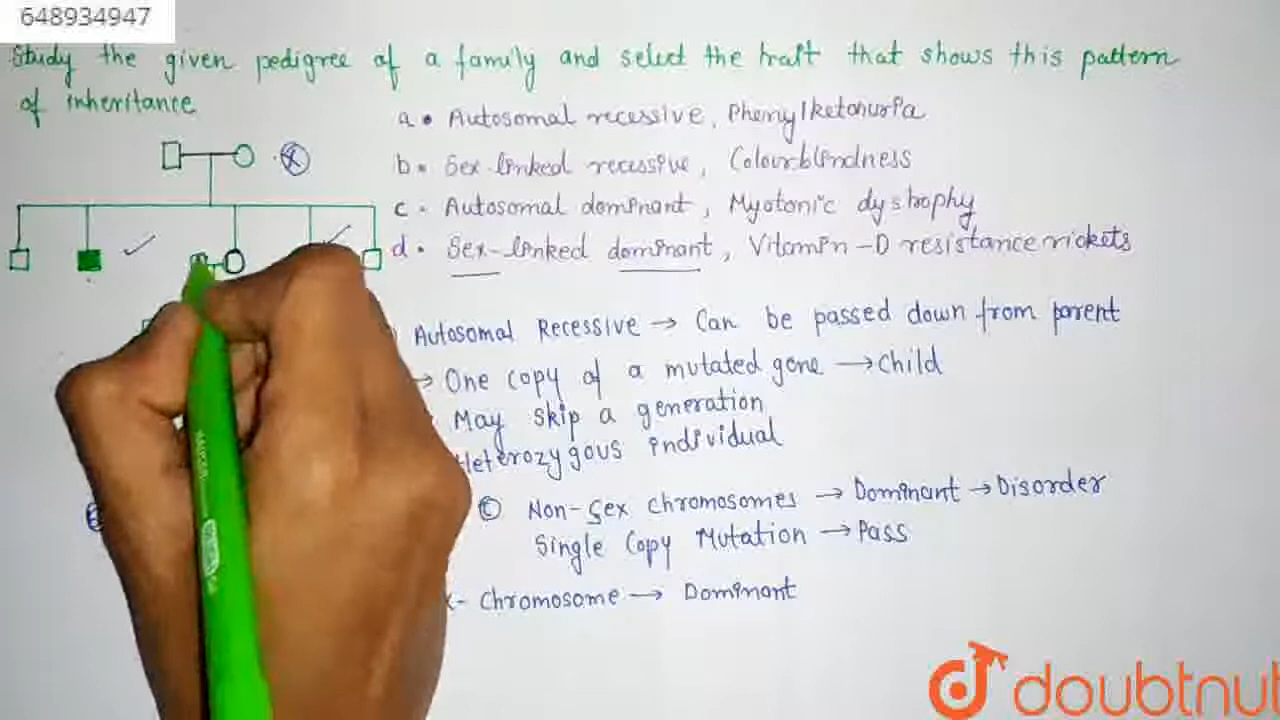 648934947
Study the given pedigree of a family and select the trait that shows this pattern
of inheritance
a. Autosomal recessive, Phenylketonuria
b. Sex-linked recessive, Colourblindness
c. Autosomal dominant, Myotonic dystrophy
d. Sex-linked dominant, Vitamin-D resistance rickets
Autosomal Recessive → Can be passed down from parent
→ One copy of a mutated gene → Child
May skip a generation
Heterozygous individual
© Non-Sex chromosomes → Dominant → Disorder
Single Copy Mutation → Pass
Chromosome → Dominant
doubtnut